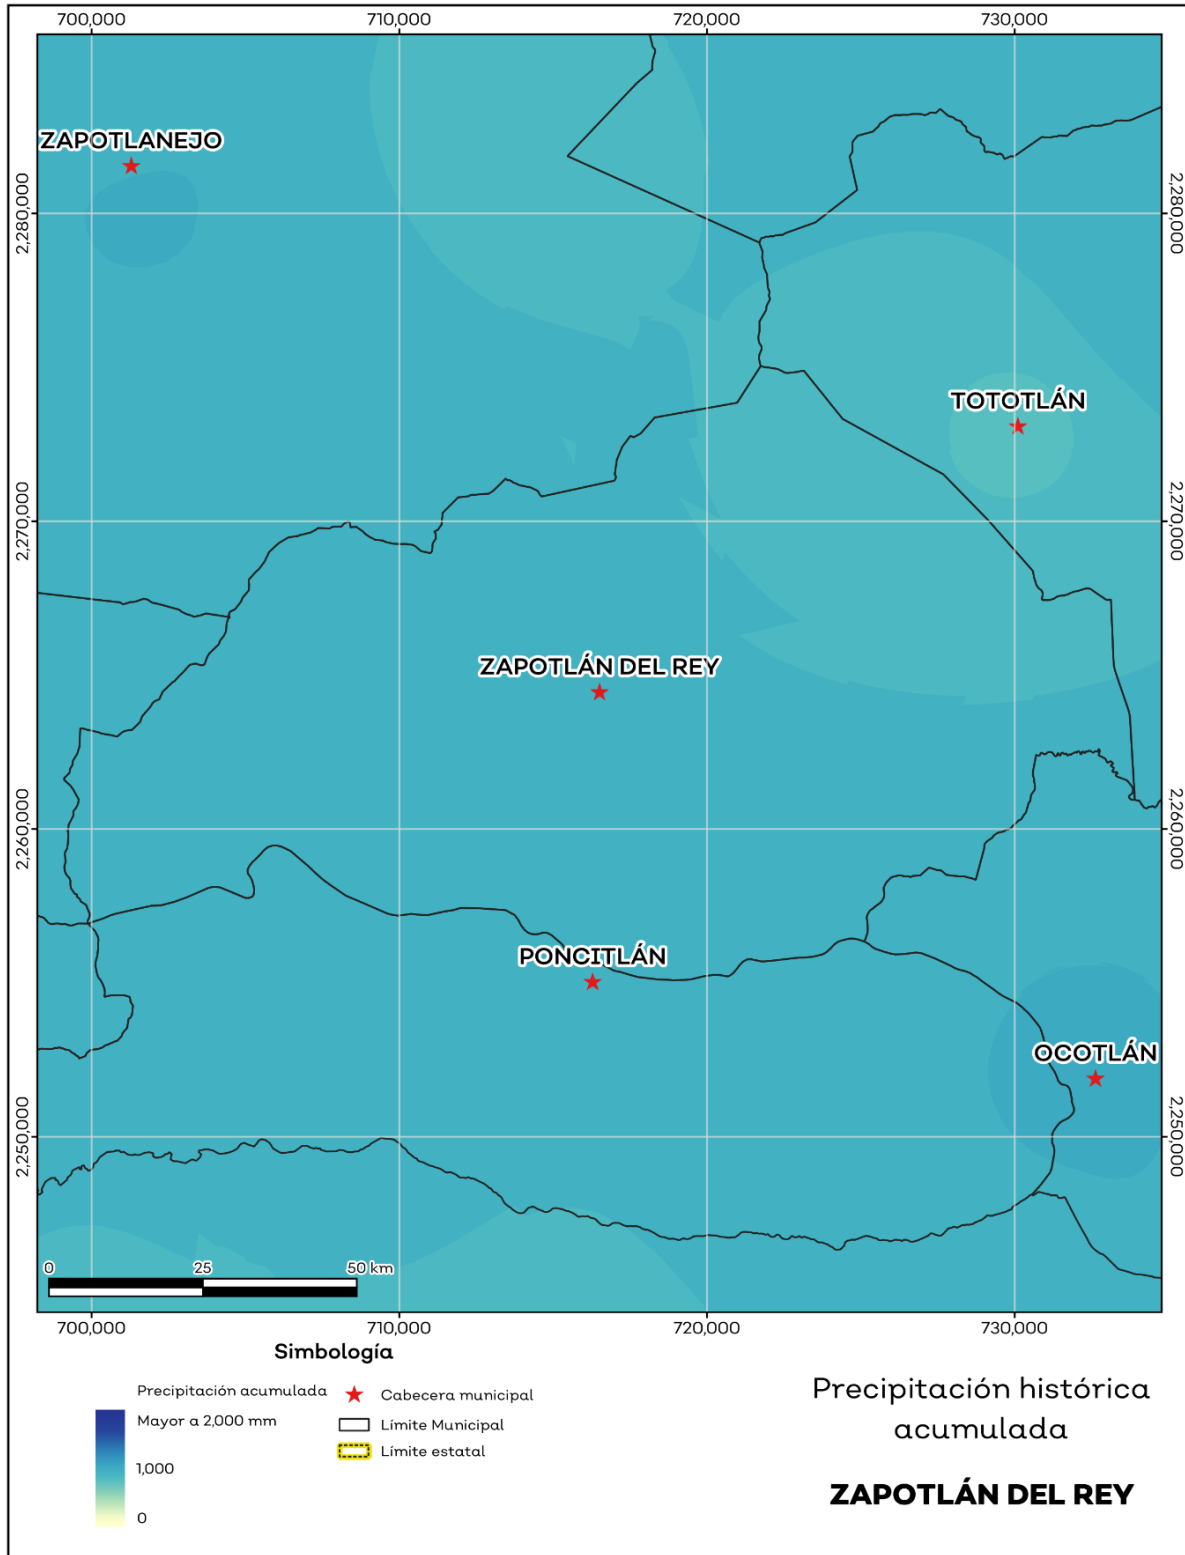 700,000 710,000 720,000 730,000
ZAPOTLANEJO
2,280,000 2,280,000
TOTOTLÁN
2,270,000 2,270,000
ZAPOTLÁN DEL REY
2,260,000 2,260,000
PONCITLÁN
OCOTLÁN
2,250,000 2,250,000
0 25 50 km
700,000 710,000 720,000 730,000
Simbología
Precipitación acumulada
Mayor a 2,000 mm
1,000
0
Cabecera municipal
Límite Municipal
Límite estatal
Precipitación histórica
acumulada
ZAPOTLÁN DEL REY